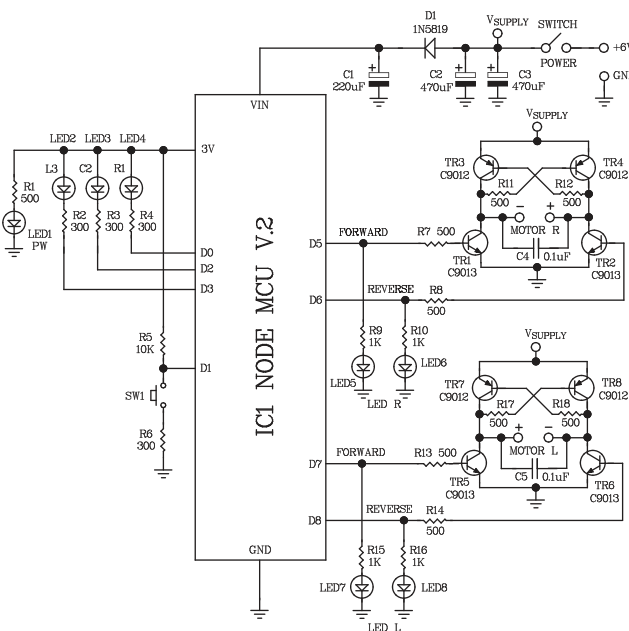 D1
1N5819
VSUPPLY
SWITCH
+6V
POWER
GN
C1
220uF
C2
470uF
C3
470uF
VIN
3V
LED2 LED3 LED4
L3 C2 R1
R1
500
LED1
PW
R2
300
R3
300
R4
300
D0
D2
D3
R5
10K
D1
SW1
R6
300
IC1 NODE MCU V.2
D5
FORWARD
R7 500
D6
REVERSE
R8
500
R9
1K
R10
1K
LED5
LED6
LED R
VSUPPLY
TR3
C9012
TR4
C9012
R11
500
R12
500
MOTOR R
− +
C4 0.1uF
TR1
C9013
TR2
C9013
VSUPPLY
TR7
C9012
TR8
C9012
R17
500
R18
500
+ −
MOTOR L
C5 0.1uF
TR5
C9013
TR6
C9013
D7
FORWARD
R13 500
D8
REVERSE
R14
500
R15
1K
R16
1K
LED7
LED8
LED L
GND